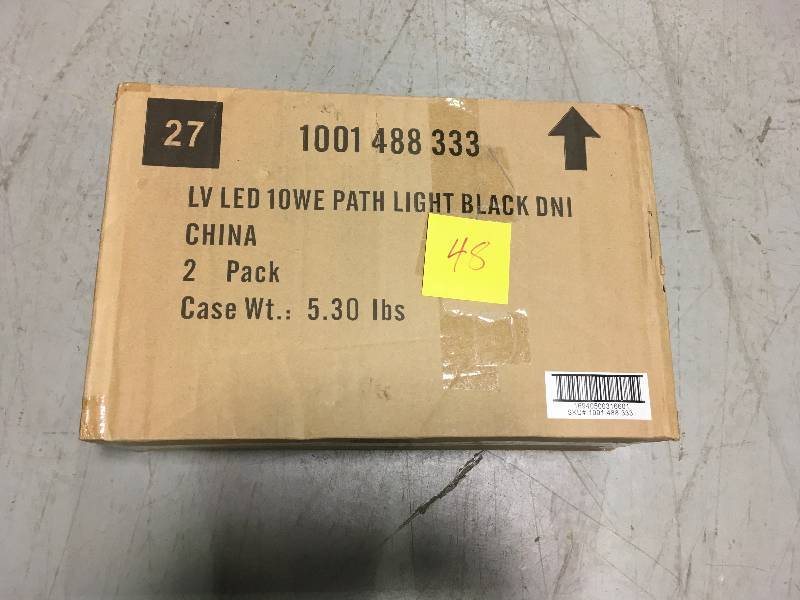 27
1001 488 333
LV LED 10WE PATH LIGHT BLACK DNI
CHINA
48
2 Pack
Case Wt.: 5.30 lbs
SKU# 1001 488 333